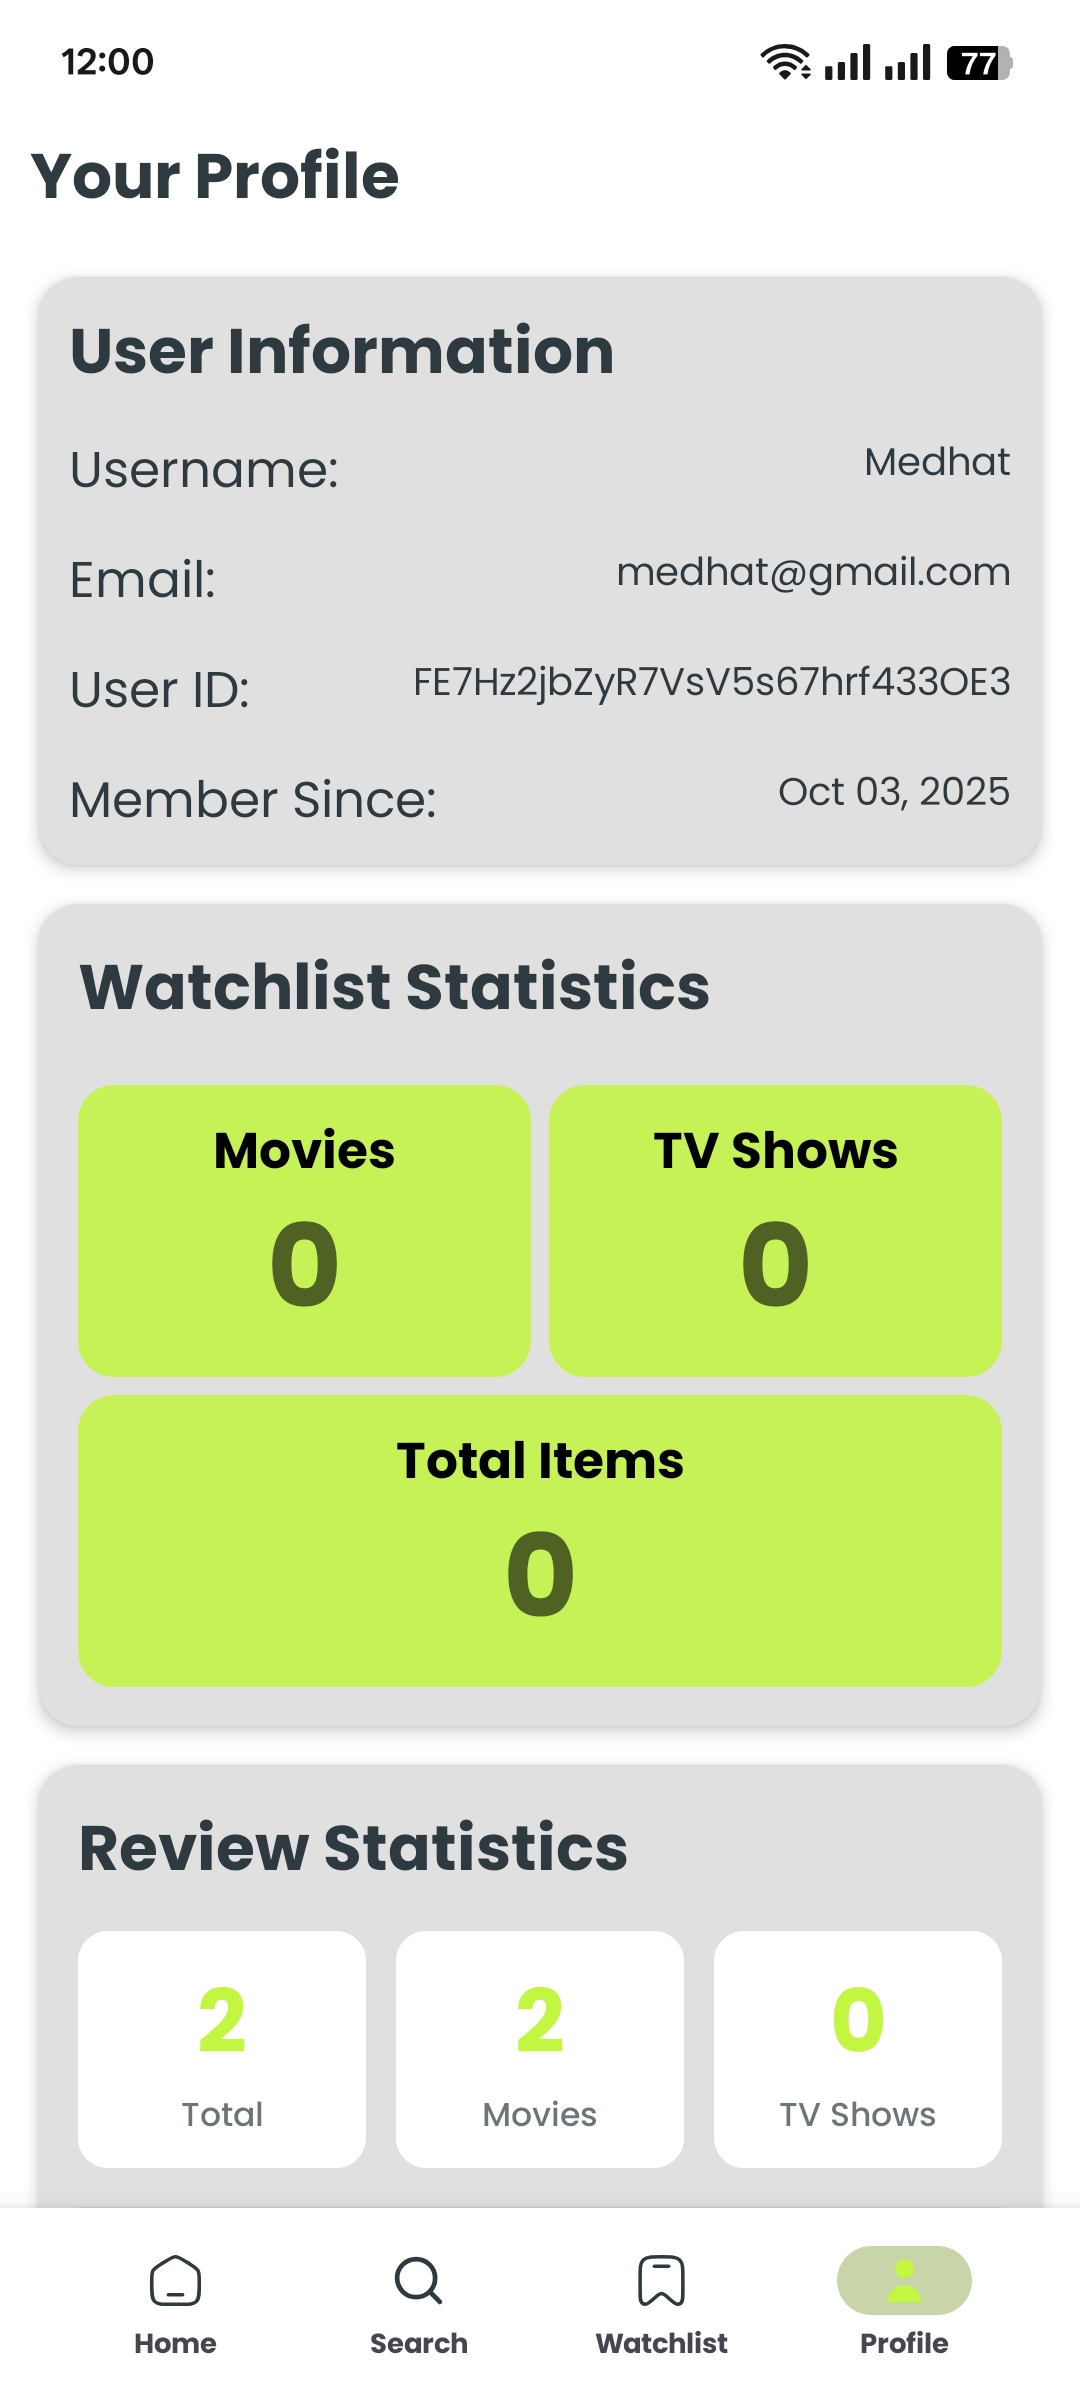 12:00
77
Your Profile
User Information
Username: Medhat
Email: medhat@gmail.com
User ID: FE7Hz2jbZyR7VsV5s67hrf433OE3
Member Since: Oct 03, 2025
Watchlist Statistics
Movies TV Shows
0 0
Total Items
0
Review Statistics
2 2 0
Total Movies TV Shows
Home Search Watchlist Profile